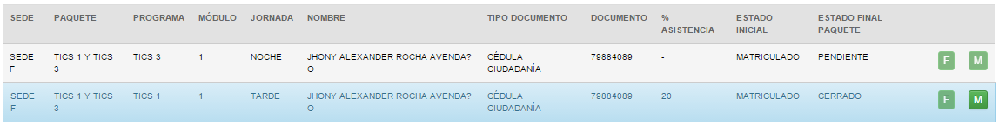 SEDE PAQUETE PROGRAMA MÓDULO JORNADA NOMBRE TIPO DOCUMENTO DOCUMENTO % ASISTENCIA ESTADO INICIAL ESTADO FINAL PAQUETE
SEDE F TICS 1 Y TICS 3 TICS 3 1 NOCHE JHONY ALEXANDER ROCHA AVENDA?O CÉDULA CIUDADANÍA 79884089 - MATRICULADO PENDIENTE F M
SEDE F TICS 1 Y TICS 3 TICS 1 1 TARDE JHONY ALEXANDER ROCHA AVENDA?O CÉDULA CIUDADANÍA 79884089 20 MATRICULADO CERRADO F M